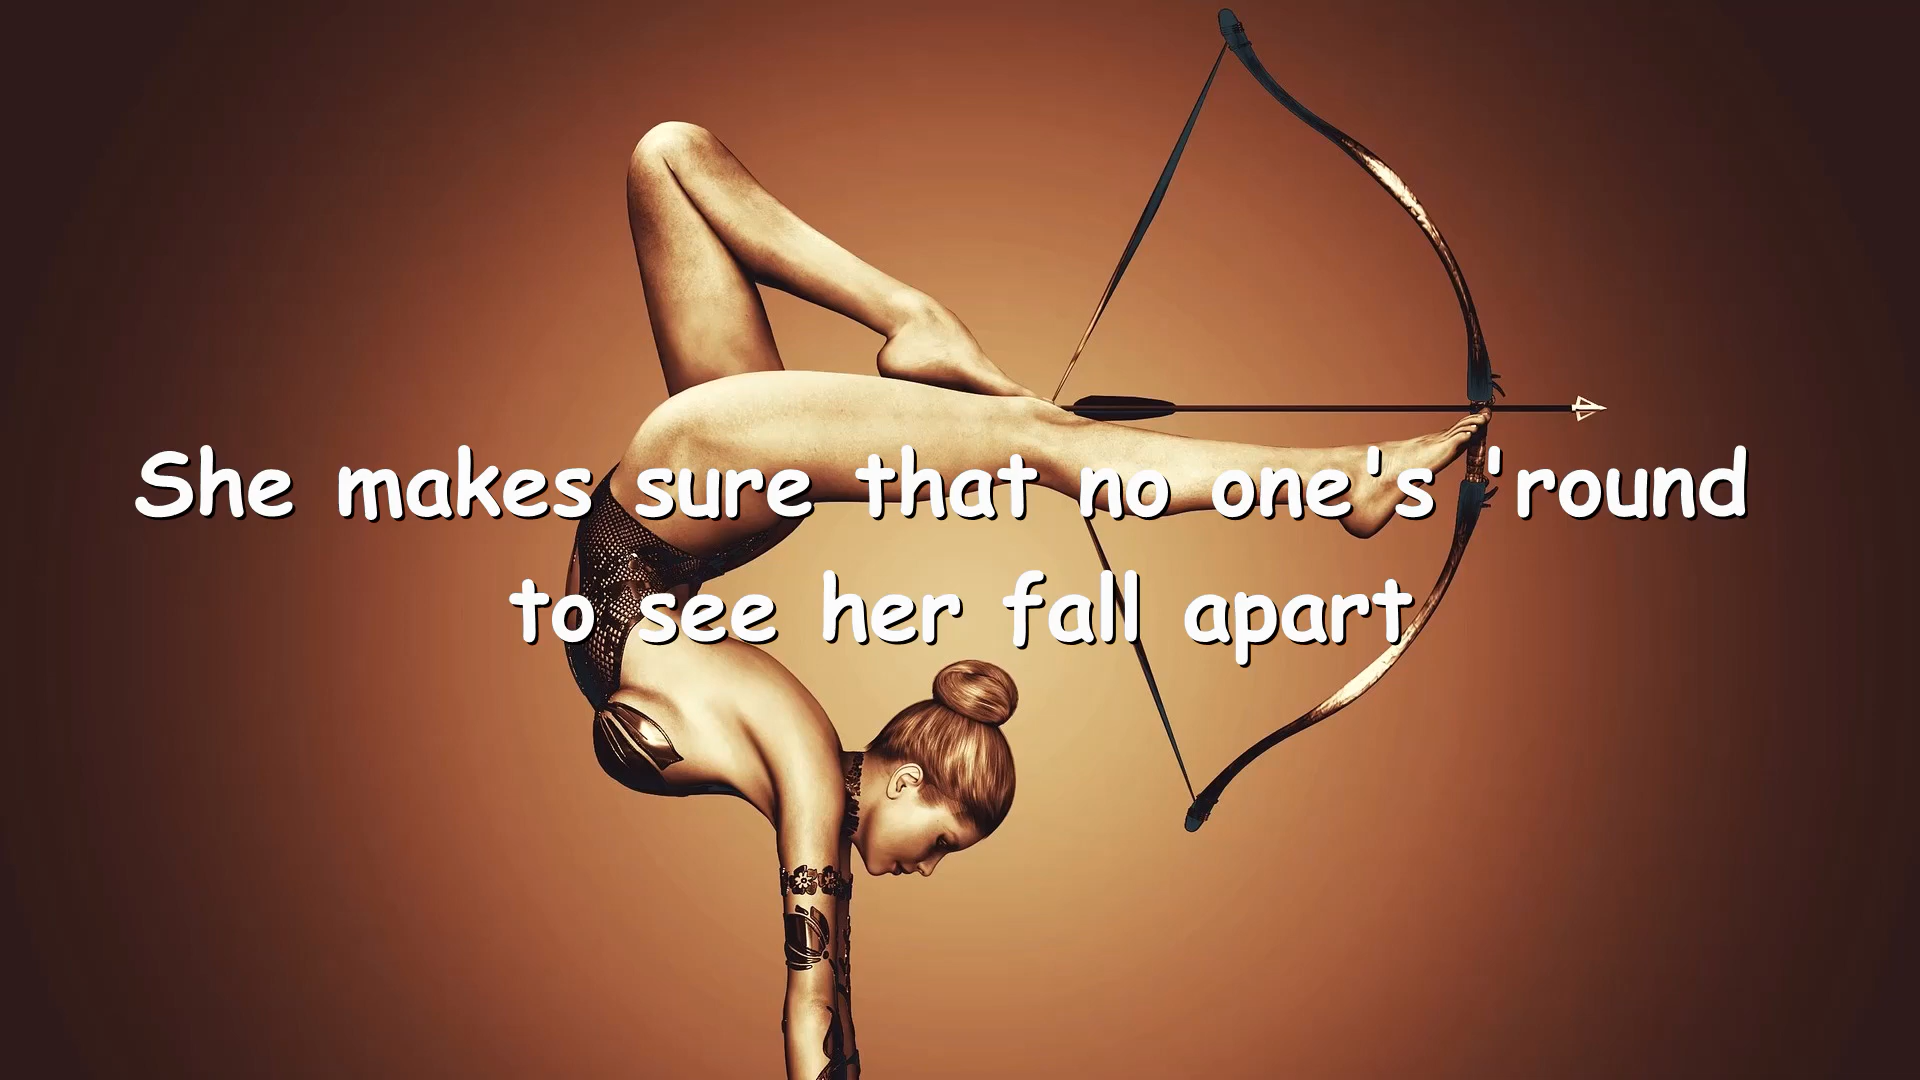 She makes sure that no one's 'round
to see her fall apart